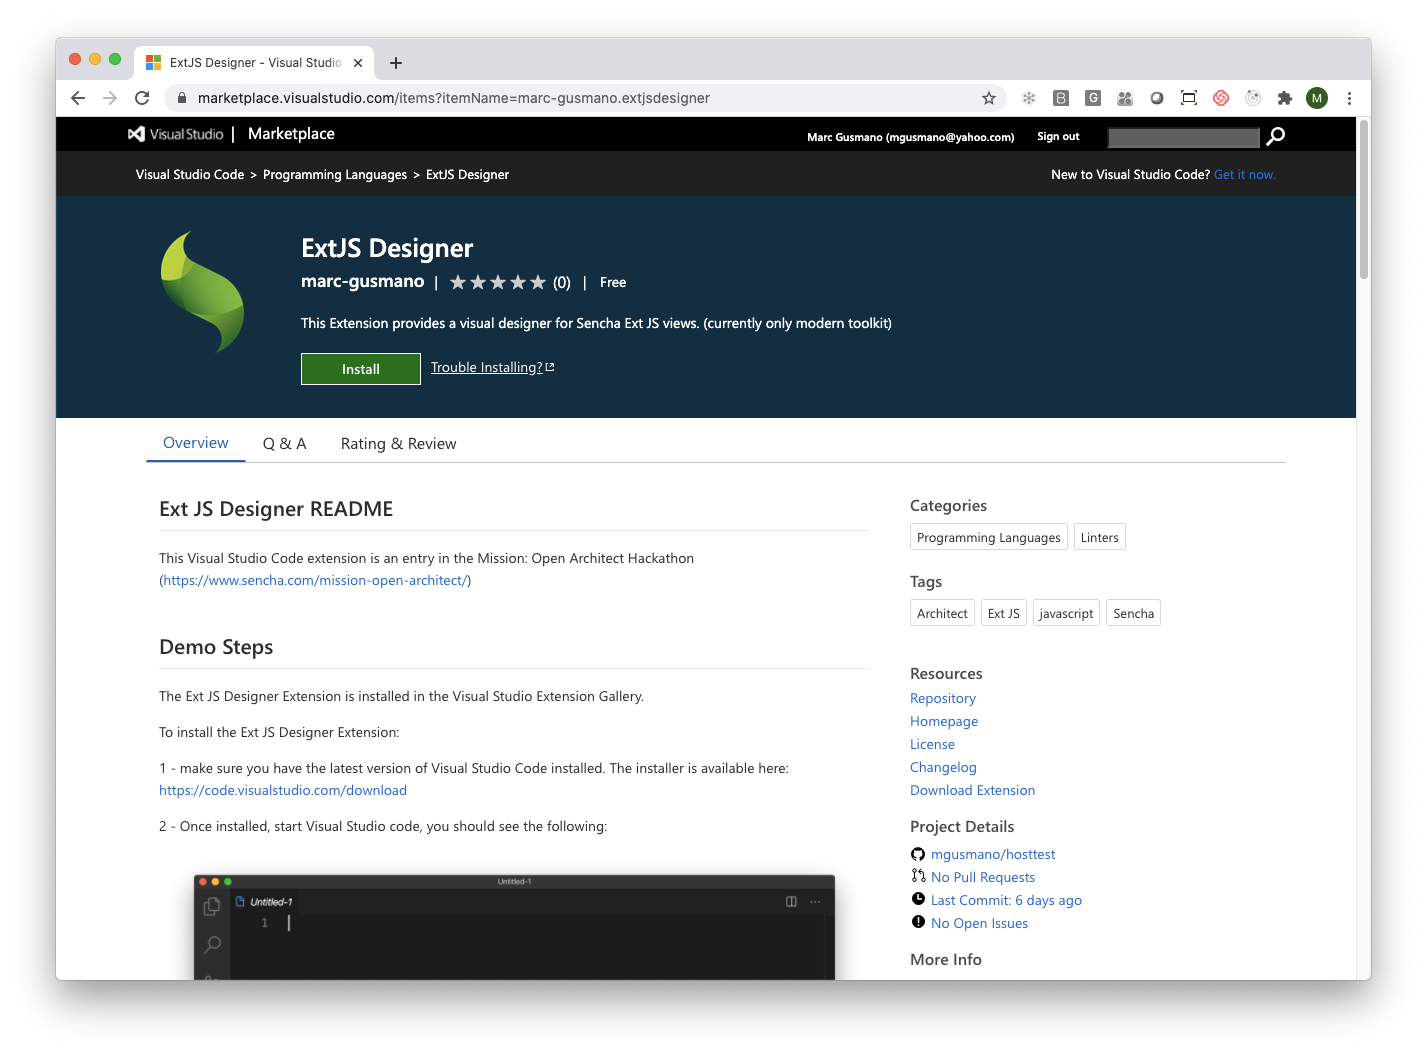 ExtJS Designer - Visual Studio
marketplace.visualstudio.com/items?itemName=marc-gusmano.extjsdesigner
B
G
M
Visual Studio | Marketplace
Marc Gusmano (mgusmano@yahoo.com)
Sign out
Visual Studio Code > Programming Languages > ExtJS Designer
New to Visual Studio Code? Get it now.
ExtJS Designer
marc-gusmano | (0) | Free
This Extension provides a visual designer for Sencha Ext JS views. (currently only modern toolkit)
Install
Trouble Installing?
Overview
Q & A
Rating & Review
Ext JS Designer README
This Visual Studio Code extension is an entry in the Mission: Open Architect Hackathon
(https://www.sencha.com/mission-open-architect/)
Demo Steps
The Ext JS Designer Extension is installed in the Visual Studio Extension Gallery.
To install the Ext JS Designer Extension:
1 - make sure you have the latest version of Visual Studio Code installed. The installer is available here:
https://code.visualstudio.com/download
2 - Once installed, start Visual Studio code, you should see the following:
Untitled-1
Untitled-1
1
Categories
Programming Languages
Linters
Tags
Architect
Ext JS
javascript
Sencha
Resources
Repository
Homepage
License
Changelog
Download Extension
Project Details
mgusmano/hosttest
No Pull Requests
Last Commit: 6 days ago
No Open Issues
More Info